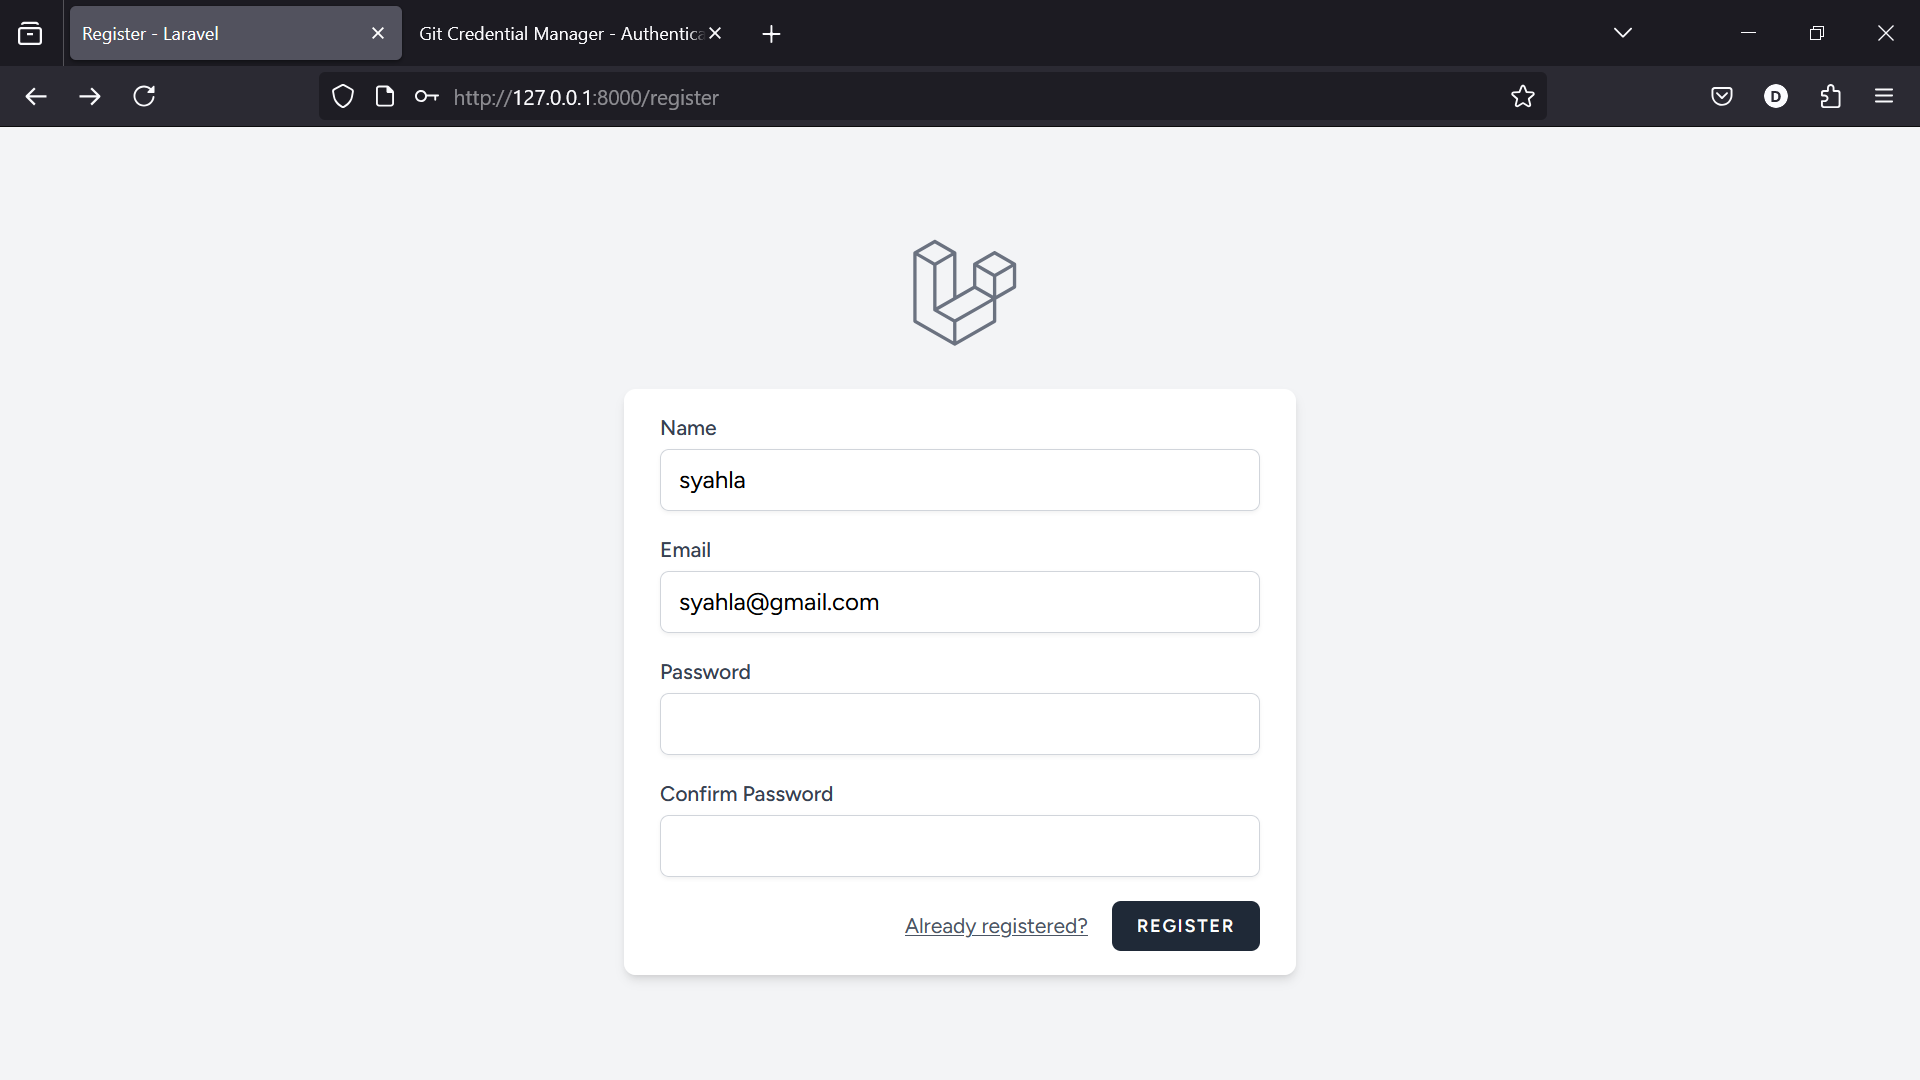 Register - Laravel
Git Credential Manager - Authentica
http://127.0.0.1:8000/register
D
Name
syahla
Email
syahla@gmail.com
Password
Confirm Password
Already registered?
REGISTER